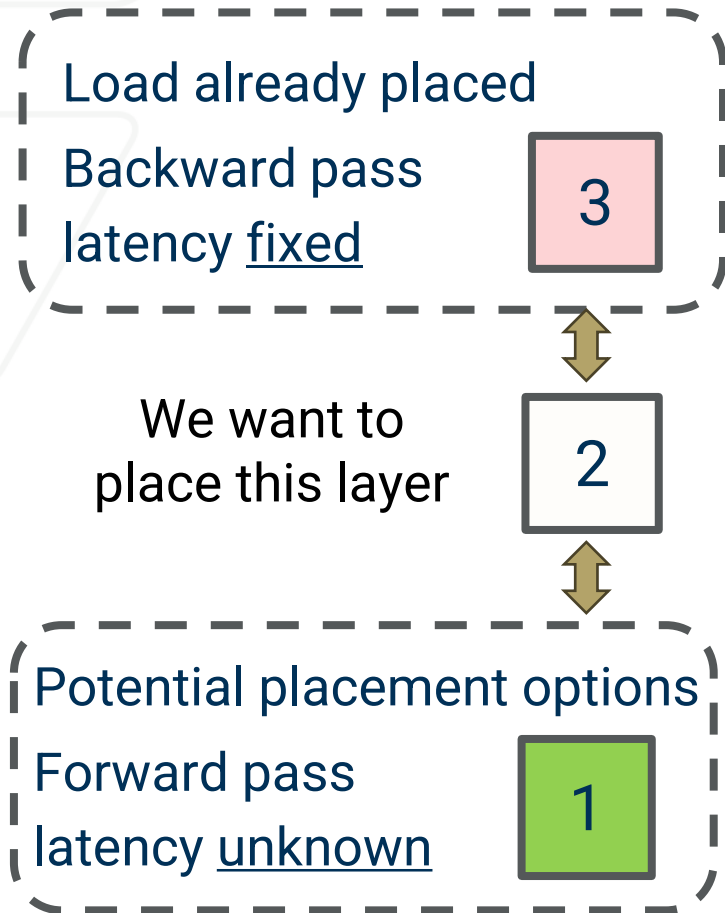 Load already placed
Backward pass
latency fixed
3
We want to
place this layer
2
Potential placement options
Forward pass
latency unknown
1